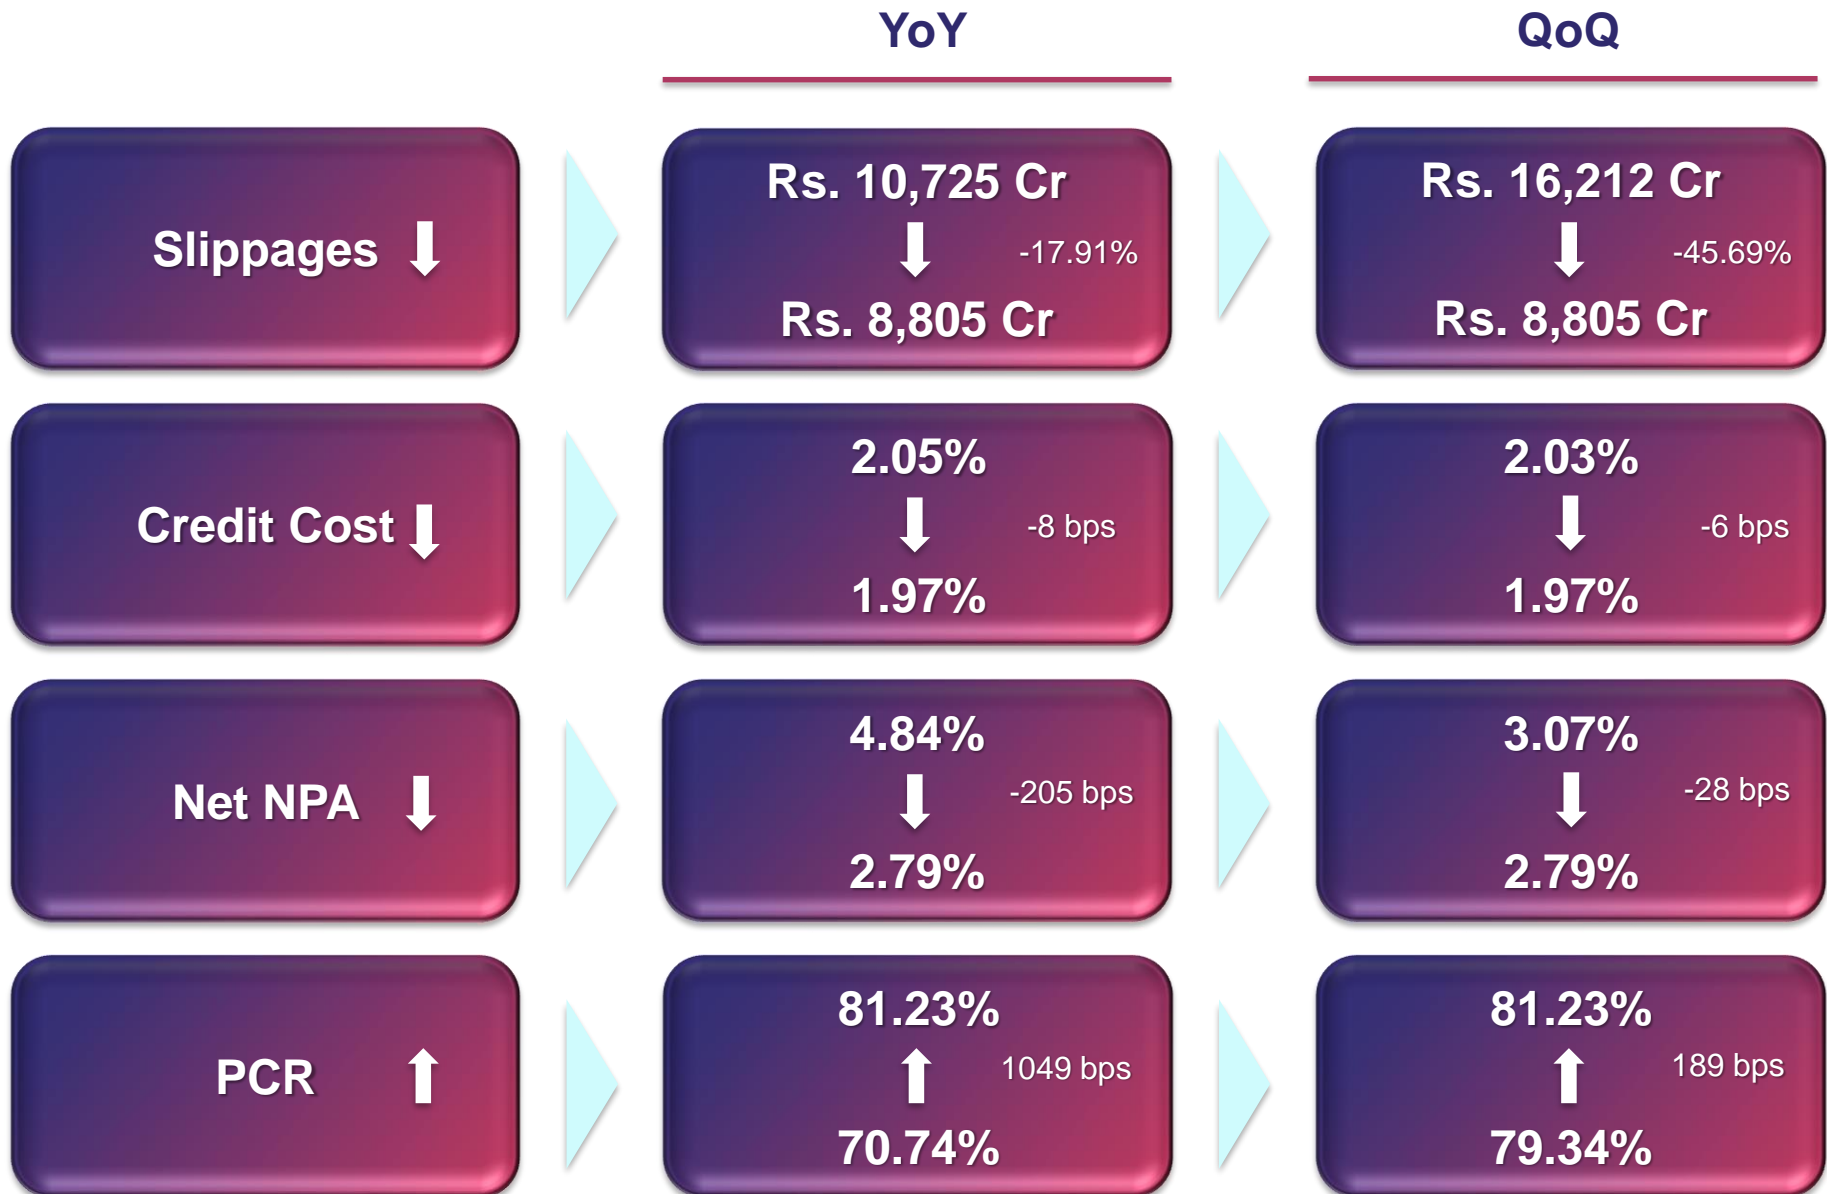 YoY
QoQ
Slippages
Rs. 10,725 Cr
-17.91%
Rs. 8,805 Cr
Rs. 16,212 Cr
-45.69%
Rs. 8,805 Cr
Credit Cost
2.05%
-8 bps
1.97%
2.03%
-6 bps
1.97%
Net NPA
4.84%
-205 bps
2.79%
3.07%
-28 bps
2.79%
PCR
81.23%
1049 bps
70.74%
81.23%
189 bps
79.34%